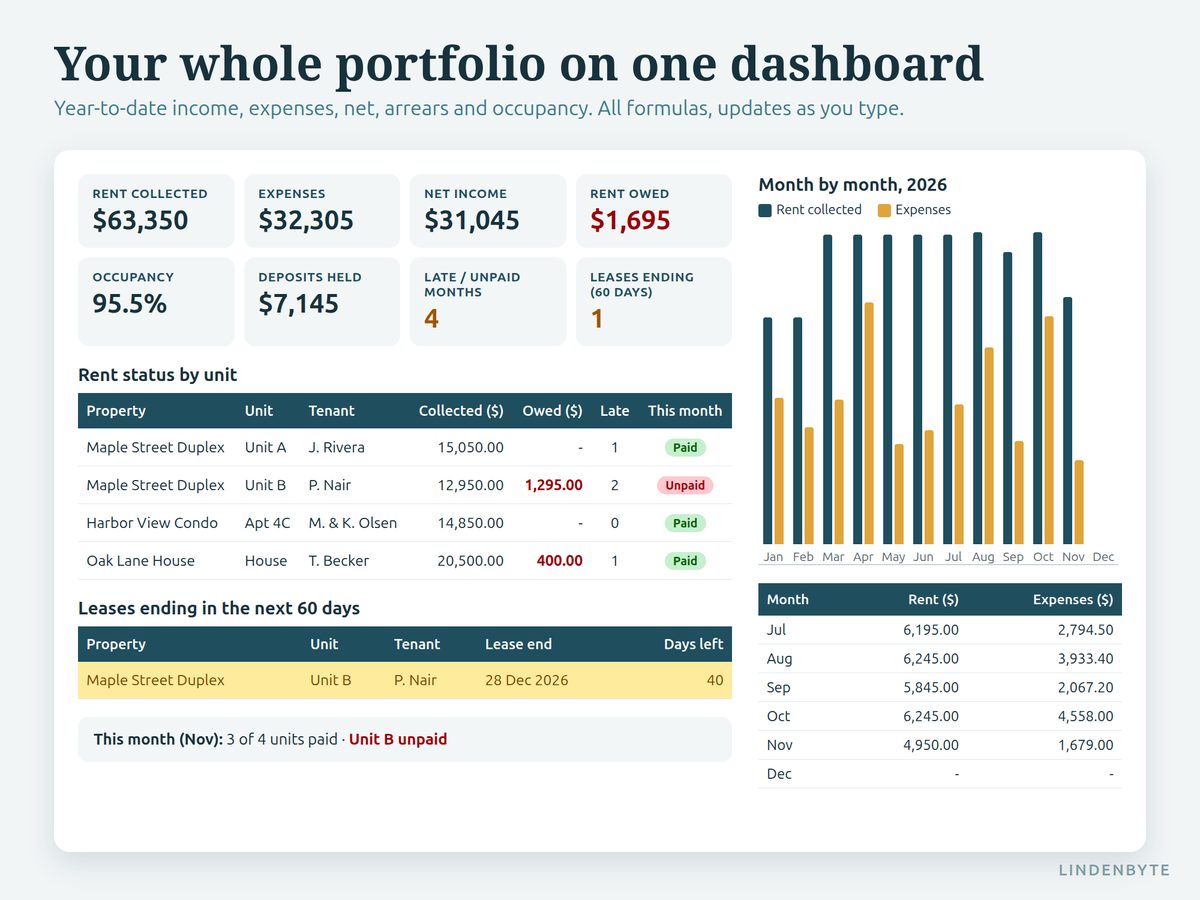 Your whole portfolio on one dashboard
Year-to-date income, expenses, net, arrears and occupancy. All formulas, updates as you type.
RENT COLLECTED
$63,350
EXPENSES
$32,305
NET INCOME
$31,045
RENT OWED
$1,695
OCCUPANCY
95.5%
DEPOSITS HELD
$7,145
LATE / UNPAID
MONTHS
4
LEASES ENDING
(60 DAYS)
1
Rent status by unit
Property Unit Tenant Collected ($) Owed ($) Late This month
Maple Street Duplex Unit A J. Rivera 15,050.00 - 1 Paid
Maple Street Duplex Unit B P. Nair 12,950.00 1,295.00 2 Unpaid
Harbor View Condo Apt 4C M. & K. Olsen 14,850.00 - 0 Paid
Oak Lane House House T. Becker 20,500.00 400.00 1 Paid
Leases ending in the next 60 days
Property Unit Tenant Lease end Days left
Maple Street Duplex Unit B P. Nair 28 Dec 2026 40
This month (Nov): 3 of 4 units paid · Unit B unpaid
Month by month, 2026
Rent collected Expenses
Jan Feb Mar Apr May Jun Jul Aug Sep Oct Nov Dec
Month Rent ($) Expenses ($)
Jul 6,195.00 2,794.50
Aug 6,245.00 3,933.40
Sep 5,845.00 2,067.20
Oct 6,245.00 4,558.00
Nov 4,950.00 1,679.00
Dec - -
LINDENBYTE